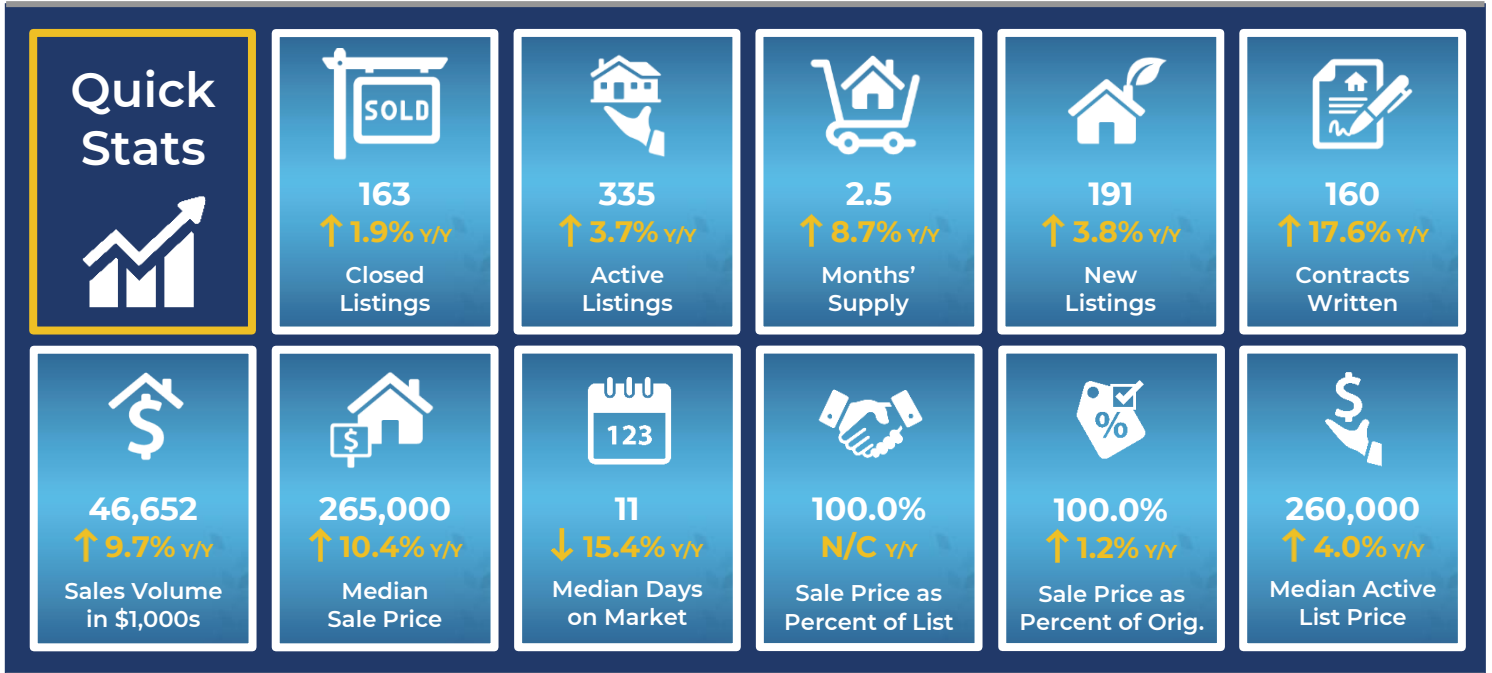 Quick
Stats
SOLD
163
↑ 1.9% Y/Y
Closed
Listings
335
↑ 3.7% Y/Y
Active
Listings
2.5
↑ 8.7% Y/Y
Months’
Supply
191
↑ 3.8% Y/Y
New
Listings
160
↑ 17.6% Y/Y
Contracts
Written
$
46,652
↑ 9.7% Y/Y
Sales Volume
in $1,000s
$
265,000
↑ 10.4% Y/Y
Median
Sale Price
123
11
↓ 15.4% Y/Y
Median Days
on Market
100.0%
N/C Y/Y
Sale Price as
Percent of List
%
100.0%
↑ 1.2% Y/Y
Sale Price as
Percent of Orig.
$
260,000
↑ 4.0% Y/Y
Median Active
List Price